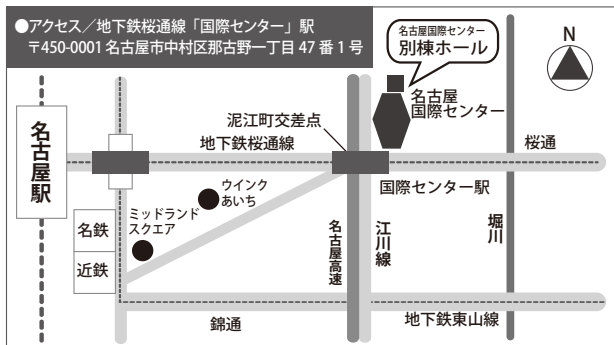 ●アクセス／地下鉄桜通線「国際センター」駅
〒450-0001 名古屋市中村区那古野一丁目 47 番 1 号
名古屋国際センター
別棟ホール
N
名古屋
国際センター
泥江町交差点
地下鉄桜通線
桜通
名古屋駅
国際センター駅
ウインク
あいち
ミッドランド
スクエア
名鉄
近鉄
名古屋高速
江川線
堀川
錦通
地下鉄東山線